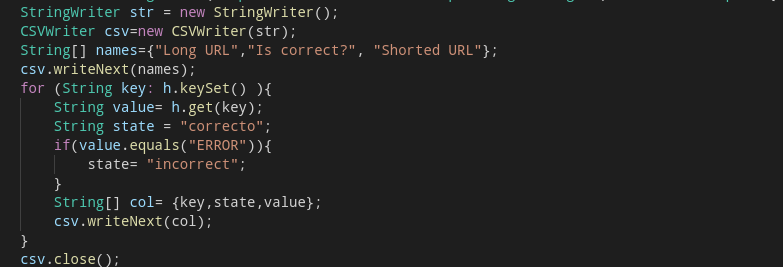 StringWriter str = new StringWriter();
CSVWriter csv=new CSVWriter(str);
String[] names={"Long URL","Is correct?", "Shorted URL"};
csv.writeNext(names);
for (String key: h.keySet() ){
    String value= h.get(key);
    String state = "correcto";
    if(value.equals("ERROR")){
        state= "incorrect";
    }
    String[] col= {key,state,value};
    csv.writeNext(col);
}
csv.close();